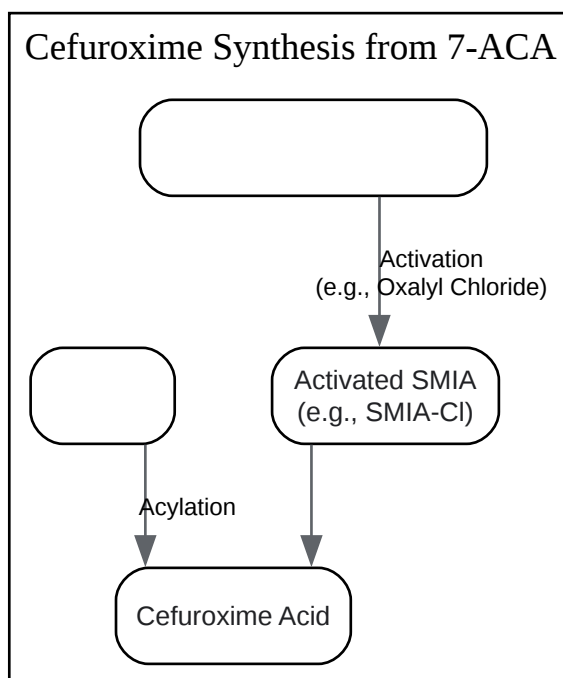 Cefuroxime Synthesis from 7-ACA
Activation
(e.g., Oxalyl Chloride)
Activated SMIA
(e.g., SMIA-Cl)
Acylation
Cefuroxime Acid